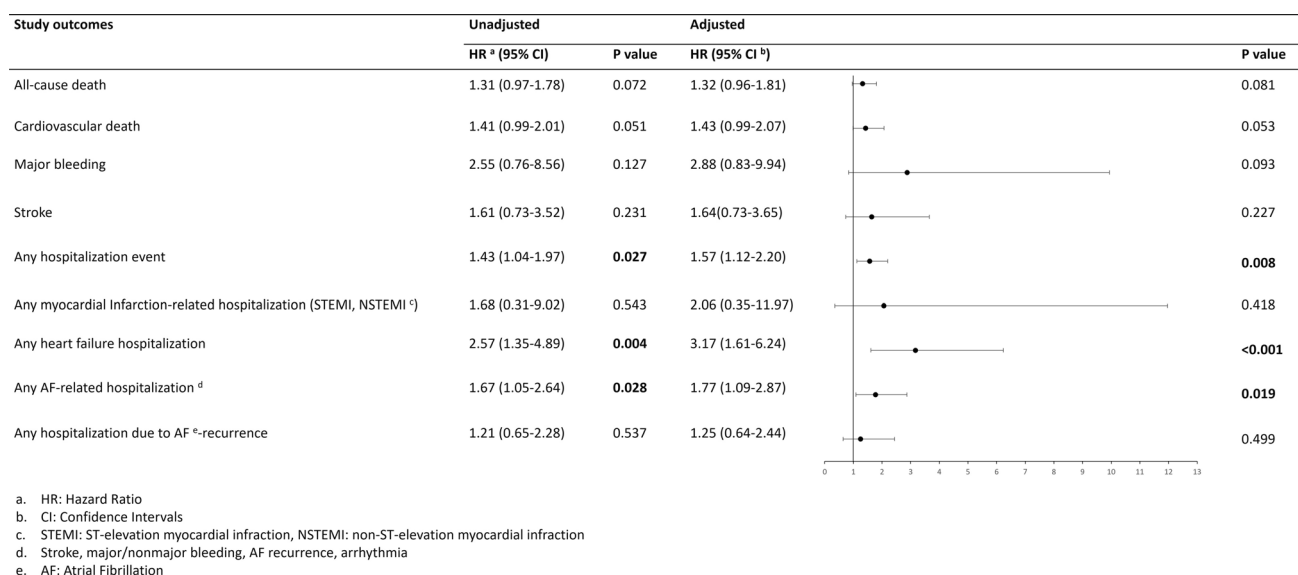 Study outcomes Unadjusted Adjusted
HR a (95% CI) P value HR (95% CI b) P value
All-cause death 1.31 (0.97-1.78) 0.072 1.32 (0.96-1.81) 0.081
Cardiovascular death 1.41 (0.99-2.01) 0.051 1.43 (0.99-2.07) 0.053
Major bleeding 2.55 (0.76-8.56) 0.127 2.88 (0.83-9.94) 0.093
Stroke 1.61 (0.73-3.52) 0.231 1.64(0.73-3.65) 0.227
Any hospitalization event 1.43 (1.04-1.97) 0.027 1.57 (1.12-2.20) 0.008
Any myocardial Infarction-related hospitalization (STEMI, NSTEMI c) 1.68 (0.31-9.02) 0.543 2.06 (0.35-11.97) 0.418
Any heart failure hospitalization 2.57 (1.35-4.89) 0.004 3.17 (1.61-6.24) <0.001
Any AF-related hospitalization d 1.67 (1.05-2.64) 0.028 1.77 (1.09-2.87) 0.019
Any hospitalization due to AF e-recurrence 1.21 (0.65-2.28) 0.537 1.25 (0.64-2.44) 0.499
0 1 2 3 4 5 6 7 8 9 10 11 12 13
a. HR: Hazard Ratio
b. CI: Confidence Intervals
c. STEMI: ST-elevation myocardial infraction, NSTEMI: non-ST-elevation myocardial infraction
d. Stroke, major/nonmajor bleeding, AF recurrence, arrhythmia
e. AF: Atrial Fibrillation